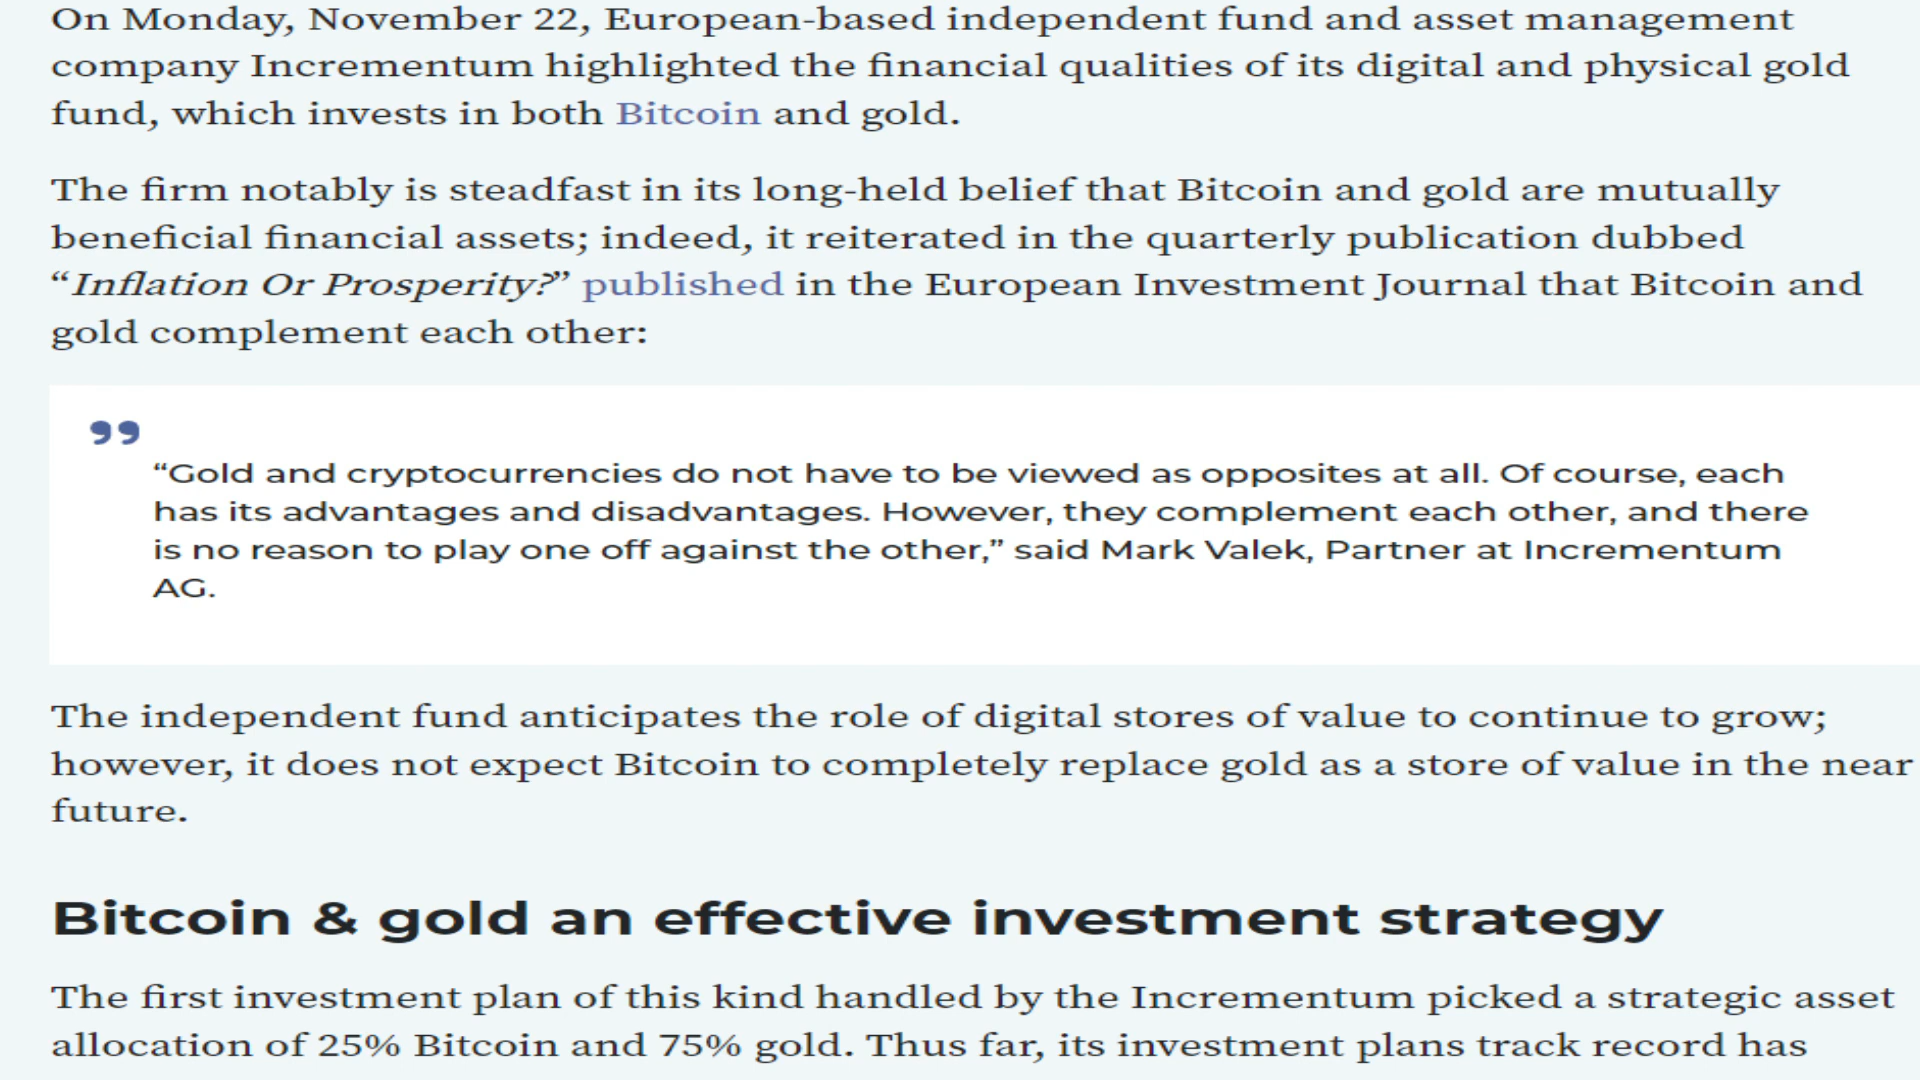 On Monday, November 22, European-based independent fund and asset management
company Incrementum highlighted the financial qualities of its digital and physical gold
fund, which invests in both Bitcoin and gold.
The firm notably is steadfast in its long-held belief that Bitcoin and gold are mutually
beneficial financial assets; indeed, it reiterated in the quarterly publication dubbed
“Inflation Or Prosperity?” published in the European Investment Journal that Bitcoin and
gold complement each other:
”
“Gold and cryptocurrencies do not have to be viewed as opposites at all. Of course, each
has its advantages and disadvantages. However, they complement each other, and there
is no reason to play one off against the other,” said Mark Valek, Partner at Incrementum
AG.
The independent fund anticipates the role of digital stores of value to continue to grow;
however, it does not expect Bitcoin to completely replace gold as a store of value in the near
future.
Bitcoin & gold an effective investment strategy
The first investment plan of this kind handled by the Incrementum picked a strategic asset
allocation of 25% Bitcoin and 75% gold. Thus far, its investment plans track record has